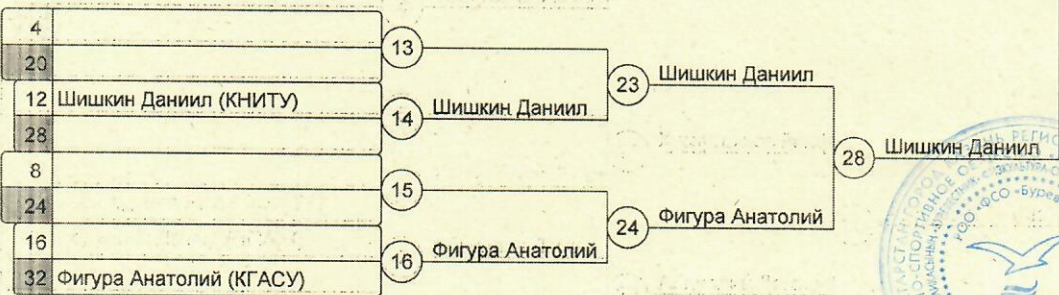 4
20
12 Шишкин Даниил (КНИТУ)
28
8
24
16
32 Фигура Анатолий (КГАСУ)
13
14 Шишкин Даниил
15
16 Фигура Анатолий
23 Шишкин Даниил
24 Фигура Анатолий
28 Шишкин Даниил